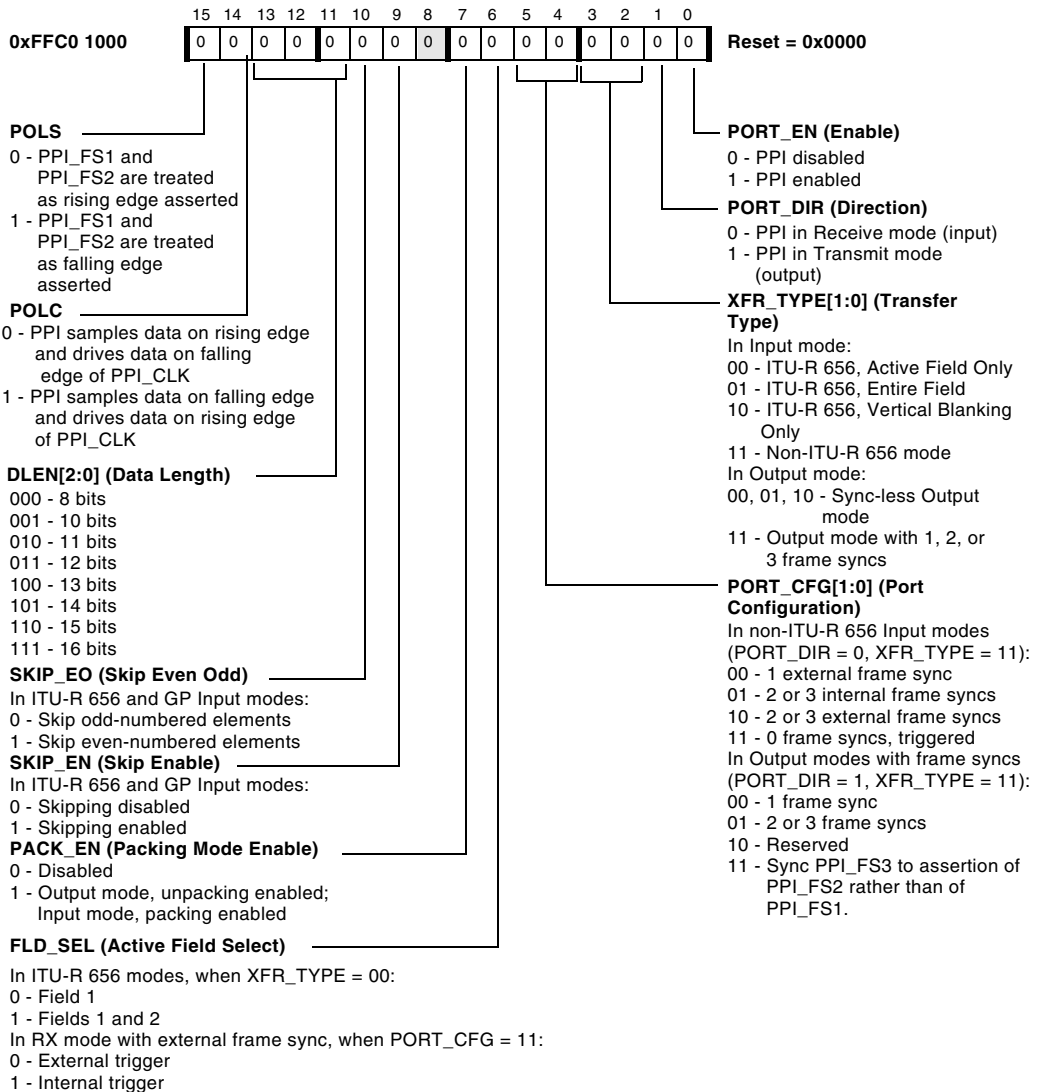 15 14 13 12 11 10 9 8 7 6 5 4 3 2 1 0
0xFFC0 1000
0 0 0 0 0 0 0 0 0 0 0 0 0 0 0 0
Reset = 0x0000
POLS
0 - PPI_FS1 and
PPI_FS2 are treated
as rising edge asserted
1 - PPI_FS1 and
PPI_FS2 are treated
as falling edge
asserted
POLC
0 - PPI samples data on rising edge
and drives data on falling
edge of PPI_CLK
1 - PPI samples data on falling edge
and drives data on rising edge
of PPI_CLK
DLEN[2:0] (Data Length)
000 - 8 bits
001 - 10 bits
010 - 11 bits
011 - 12 bits
100 - 13 bits
101 - 14 bits
110 - 15 bits
111 - 16 bits
SKIP_EO (Skip Even Odd)
In ITU-R 656 and GP Input modes:
0 - Skip odd-numbered elements
1 - Skip even-numbered elements
SKIP_EN (Skip Enable)
In ITU-R 656 and GP Input modes:
0 - Skipping disabled
1 - Skipping enabled
PACK_EN (Packing Mode Enable)
0 - Disabled
1 - Output mode, unpacking enabled;
Input mode, packing enabled
FLD_SEL (Active Field Select)
In ITU-R 656 modes, when XFR_TYPE = 00:
0 - Field 1
1 - Fields 1 and 2
In RX mode with external frame sync, when PORT_CFG = 11:
0 - External trigger
1 - Internal trigger
PORT_EN (Enable)
0 - PPI disabled
1 - PPI enabled
PORT_DIR (Direction)
0 - PPI in Receive mode (input)
1 - PPI in Transmit mode
(output)
XFR_TYPE[1:0] (Transfer
Type)
In Input mode:
00 - ITU-R 656, Active Field Only
01 - ITU-R 656, Entire Field
10 - ITU-R 656, Vertical Blanking
Only
11 - Non-ITU-R 656 mode
In Output mode:
00, 01, 10 - Sync-less Output
mode
11 - Output mode with 1, 2, or
3 frame syncs
PORT_CFG[1:0] (Port
Configuration)
In non-ITU-R 656 Input modes
(PORT_DIR = 0, XFR_TYPE = 11):
00 - 1 external frame sync
01 - 2 or 3 internal frame syncs
10 - 2 or 3 external frame syncs
11 - 0 frame syncs, triggered
In Output modes with frame syncs
(PORT_DIR = 1, XFR_TYPE = 11):
00 - 1 frame sync
01 - 2 or 3 frame syncs
10 - Reserved
11 - Sync PPI_FS3 to assertion of
PPI_FS2 rather than of
PPI_FS1.